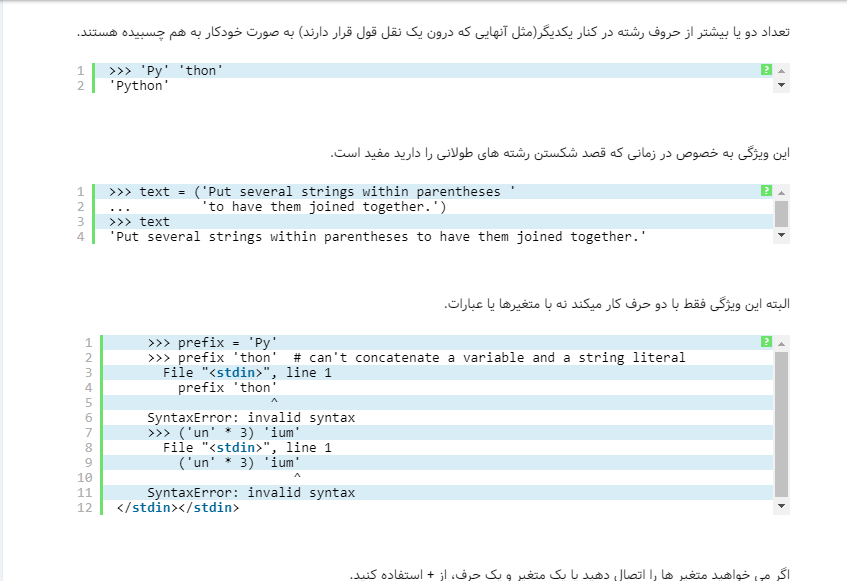 تعداد دو یا بیشتر از حروف رشته در کنار یکدیگر(مثل آنهایی که درون یک نقل قول قرار دارند) به صورت خودکار به هم چسبیده هستند.
1 >>> 'Py' 'thon'
2 'Python'
این ویژگی به خصوص در زمانی که قصد شکستن رشته های طولانی را دارید مفید است.
1 >>> text = ('Put several strings within parentheses '
2 ...         'to have them joined together.')
3 >>> text
4 'Put several strings within parentheses to have them joined together.'
البته این ویژگی فقط با دو حرف کار میکند نه با متغیرها یا عبارات.
1     >>> prefix = 'Py'
2     >>> prefix 'thon'  # can't concatenate a variable and a string literal
3       File "<stdin>", line 1
4         prefix 'thon'
5                     ^
6     SyntaxError: invalid syntax
7     >>> ('un' * 3) 'ium'
8       File "<stdin>", line 1
9         ('un' * 3) 'ium'
10                        ^
11     SyntaxError: invalid syntax
12 </stdin></stdin>
اگر می خواهید متغیر ها را اتصال دهید یا یک متغیر و یک حرف، از + استفاده کنید.